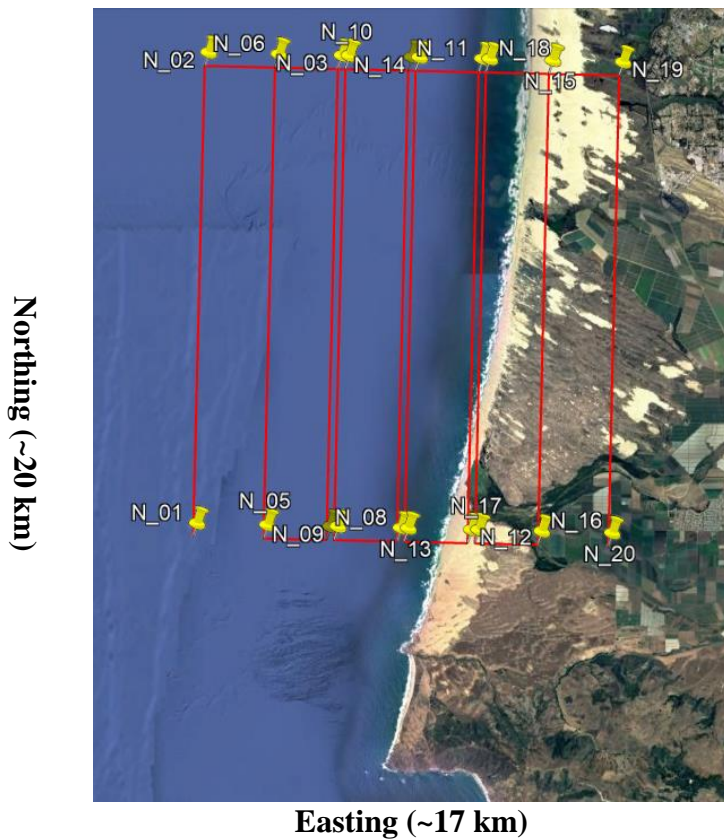 N_10
N_02
N_06
N_03
N_14
N_11
N_18
N_15
N_19
N_01
N_05
N_09
N_08
N_13
N_17
N_12
N_16
N_20
Northing (~20 km)
Easting (~17 km)